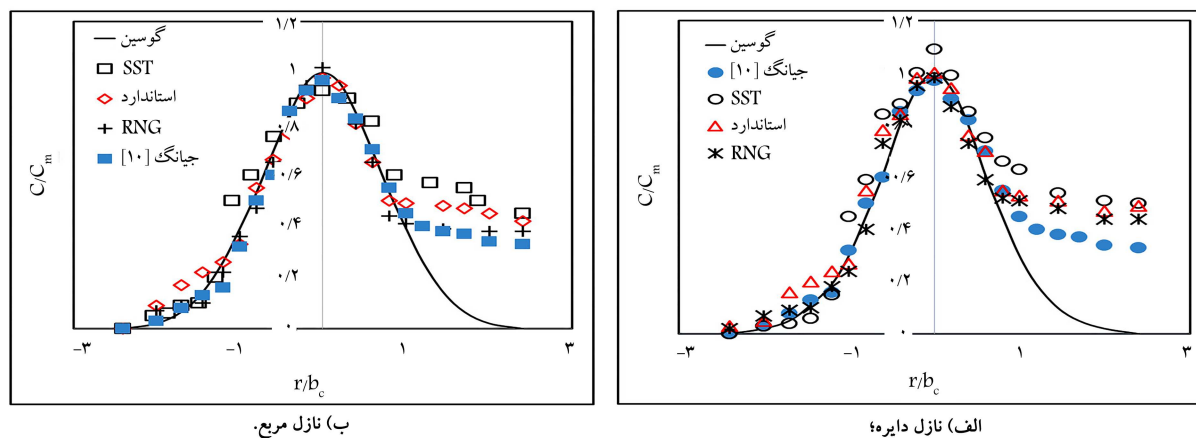 ۱/۲
گوسین
جیانگ [۱۰]
SST
استاندارد
RNG
۱
۰/۸
۰/۶
۰/۴
۰/۲
۰
C/Cm
−۳
−۱
۱
۳
r/bc
الف) نازل دایره؛
۱/۲
گوسین
SST
استاندارد
RNG
جیانگ [۱۰]
۱
۰/۸
۰/۶
۰/۴
۰/۲
۰
C/Cm
−۳
−۱
۱
۳
r/bc
ب) نازل مربع.